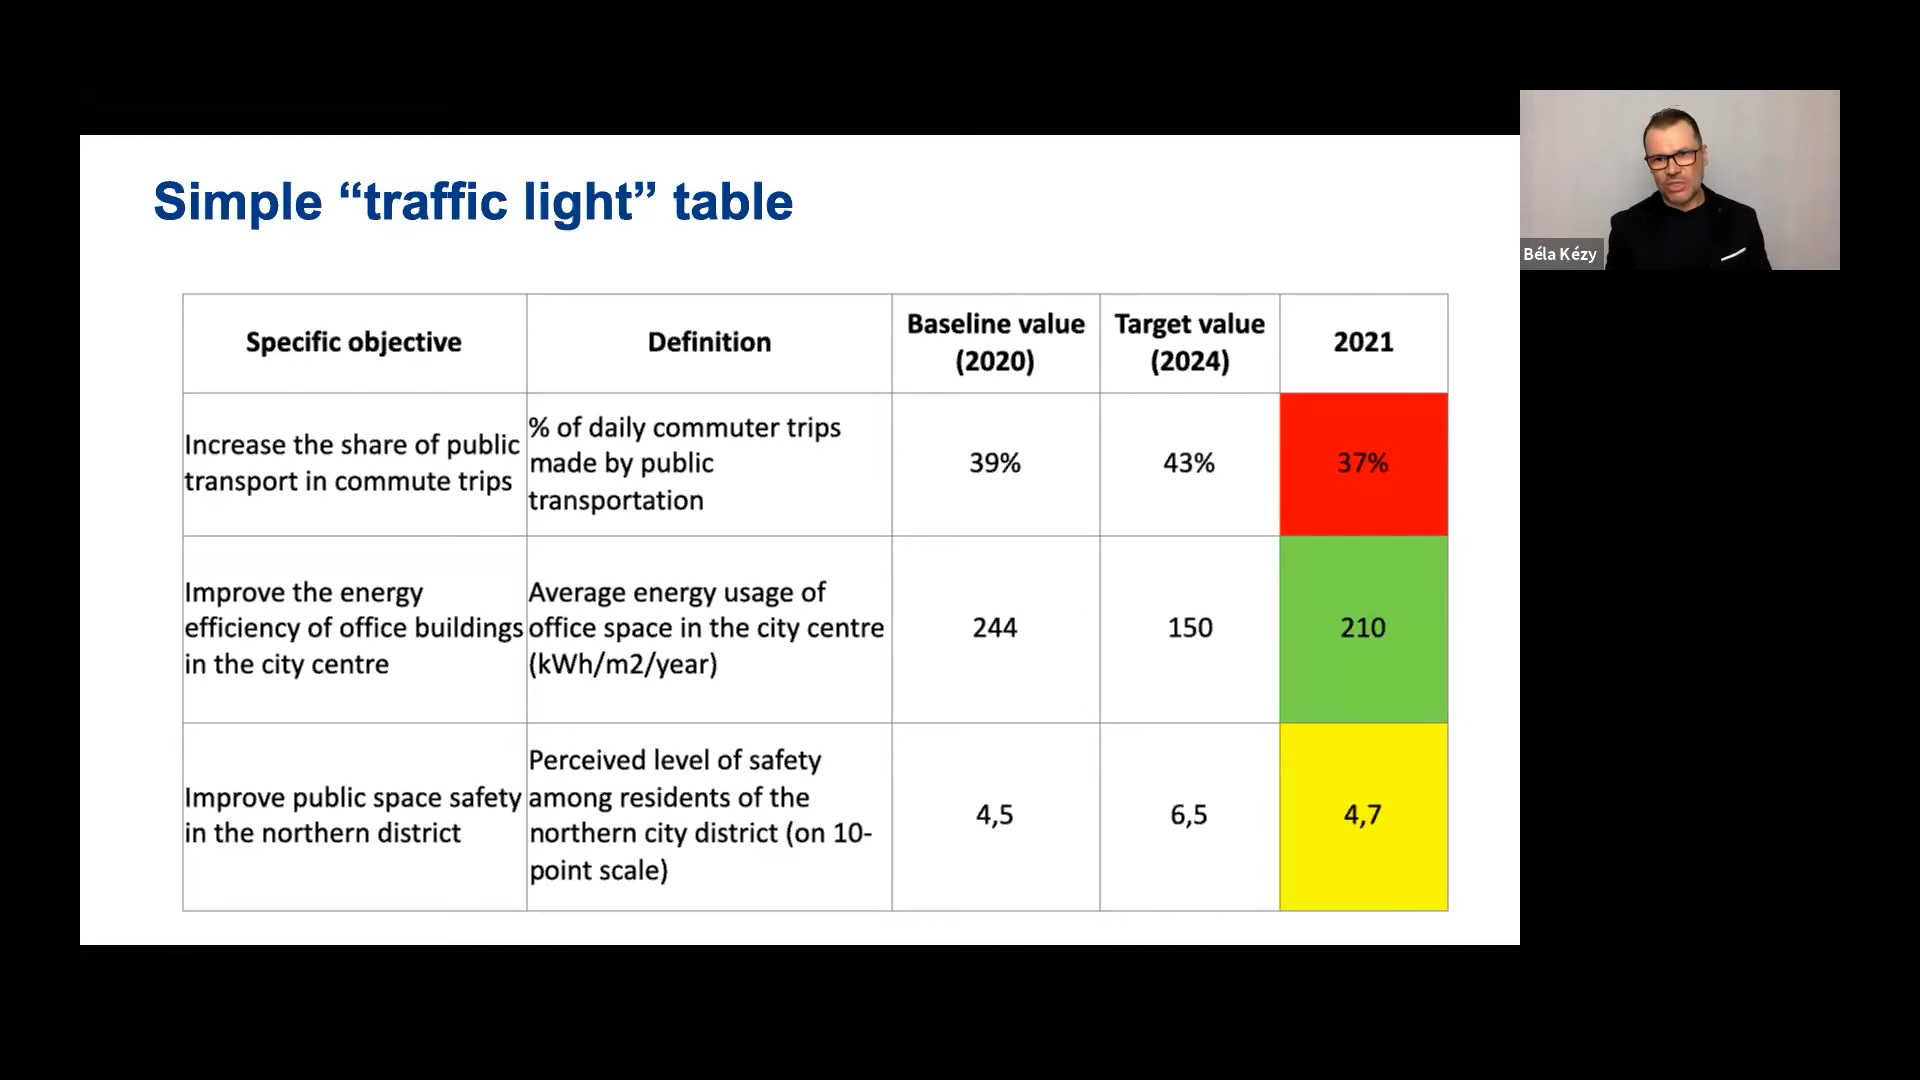 Simple “traffic light” table
Béla Kézy
Specific objective
Definition
Baseline value
(2020)
Target value
(2024)
2021
Increase the share of public
transport in commute trips
% of daily commuter trips
made by public
transportation
39%
43%
37%
Improve the energy
efficiency of office buildings
in the city centre
Average energy usage of
office space in the city centre
(kWh/m2/year)
244
150
210
Improve public space safety
in the northern district
Perceived level of safety
among residents of the
northern city district (on 10-
point scale)
4,5
6,5
4,7